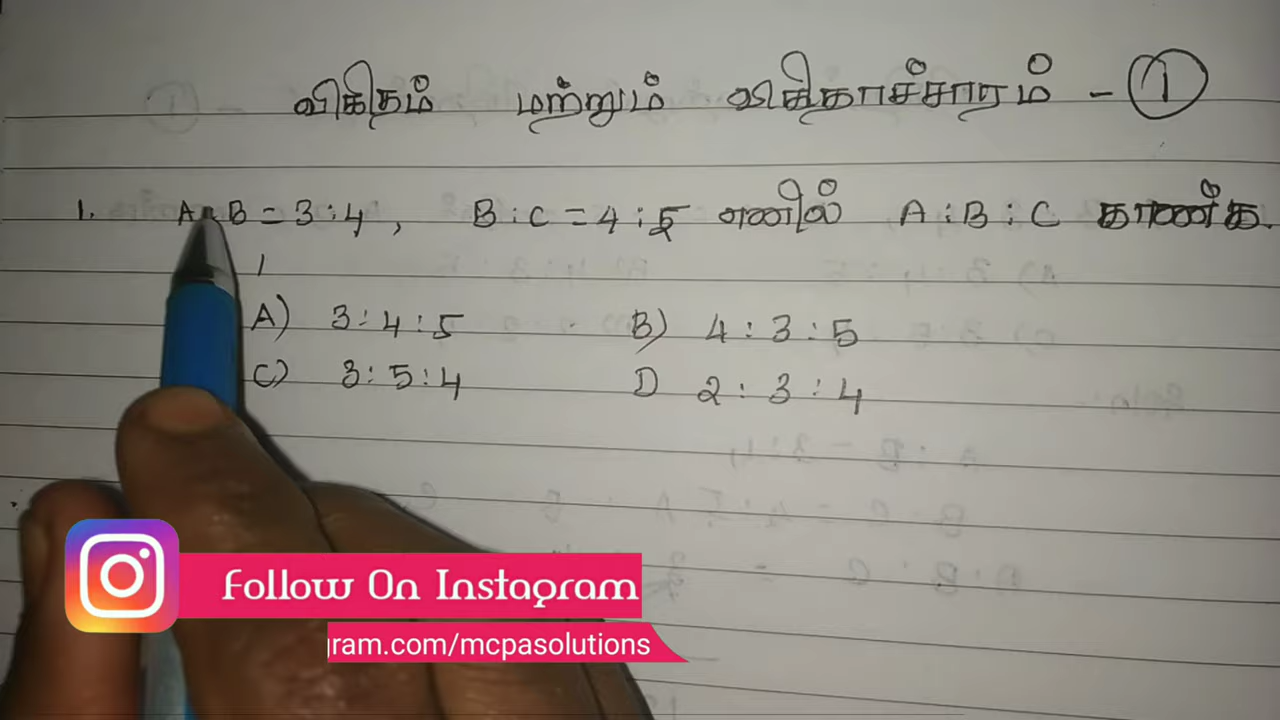 விகிதம் மற்றும் விகிதாச்சாரம் - ①
1. A:B = 3:4, B:C = 4:5 எனில் A:B:C காண்க.
A) 3:4:5 B) 4:3:5
C) 3:5:4 D 2:3:4
Follow On Instagram
gram.com/mcpasolutions